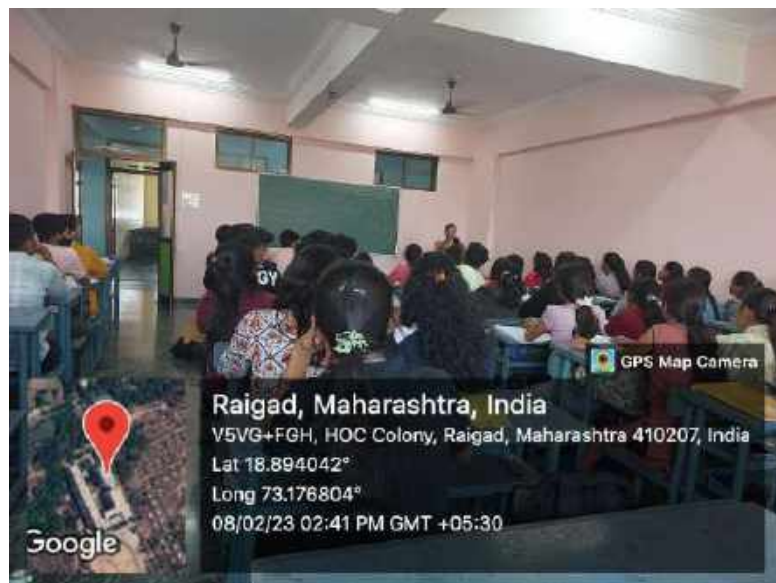 GY
GPS Map Camera
Raigad, Maharashtra, India
V5VG+FGH, HOC Colony, Raigad, Maharashtra 410207, India
Lat 18.894042°
Long 73.176804°
08/02/23 02:41 PM GMT +05:30
Google